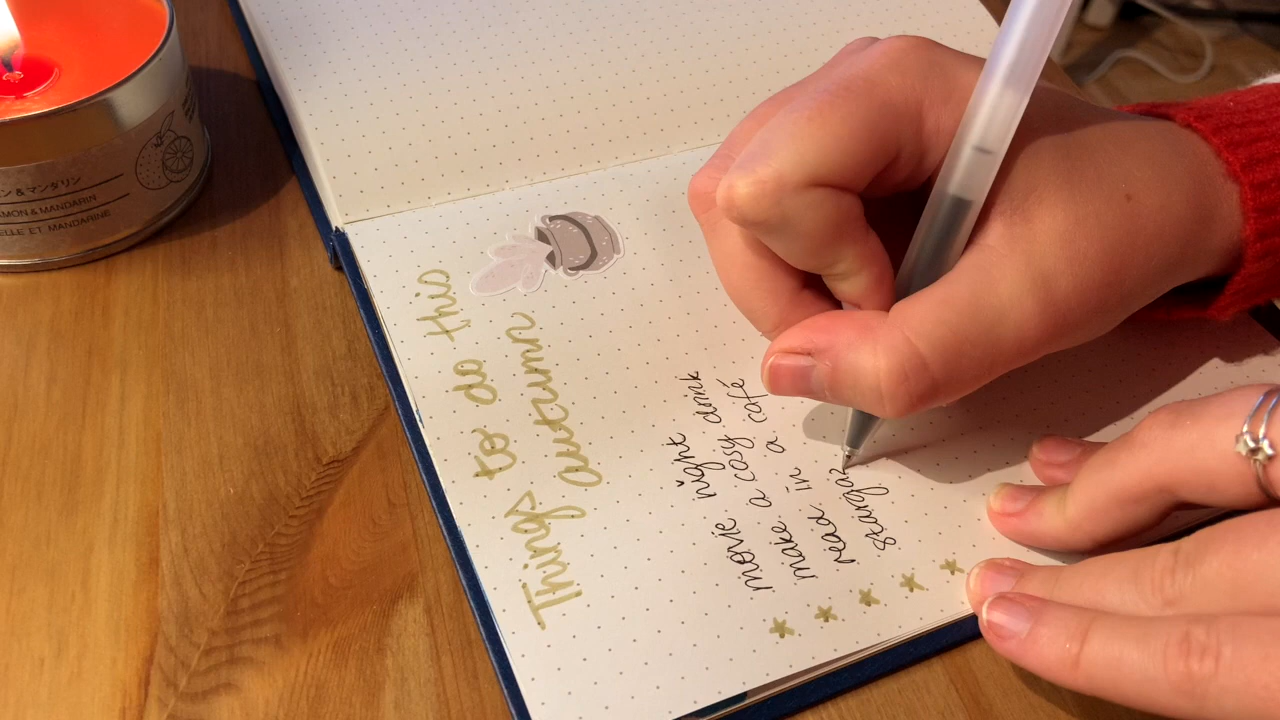 Things to do this
autumn
movie night
make a cosy drink
read in a café
stargaz
ン&マンダリン
AMON & MANDARIN
ELLE ET MANDARINE